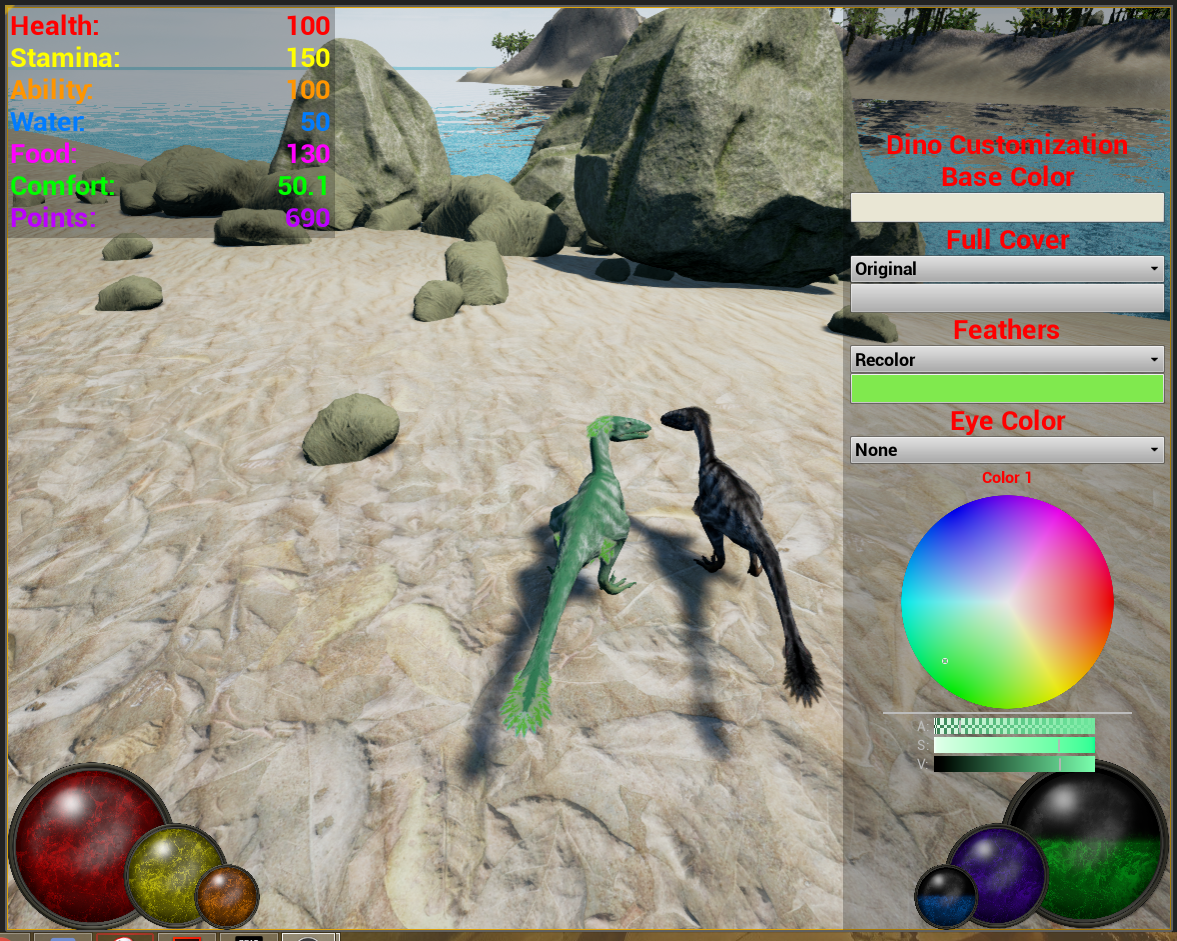 Health: 100
Stamina: 150
Ability: 100
Water: 50
Food: 130
Comfort: 50.1
Points: 690
Dino Customization
Base Color
Full Cover
Original
Feathers
Recolor
Eye Color
None
Color 1
A:
S:
V: